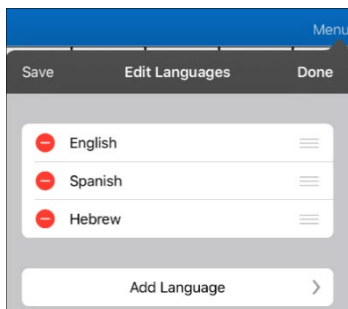 Menu
Save Edit Languages Done
English
Spanish
Hebrew
Add Language